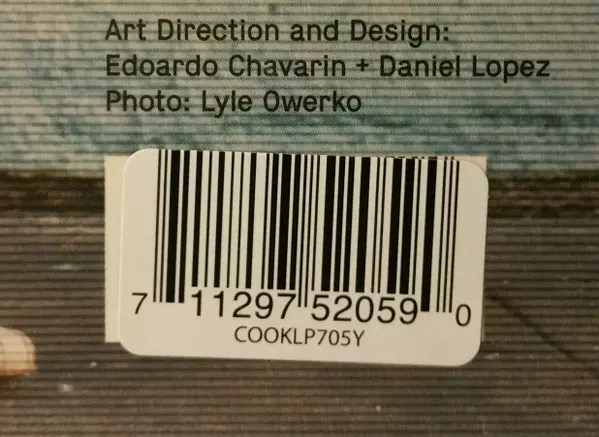 Art Direction and Design:
Edoardo Chavarin + Daniel Lopez
Photo: Lyle Owerko
7 11297 52059 0
COOKLP705Y